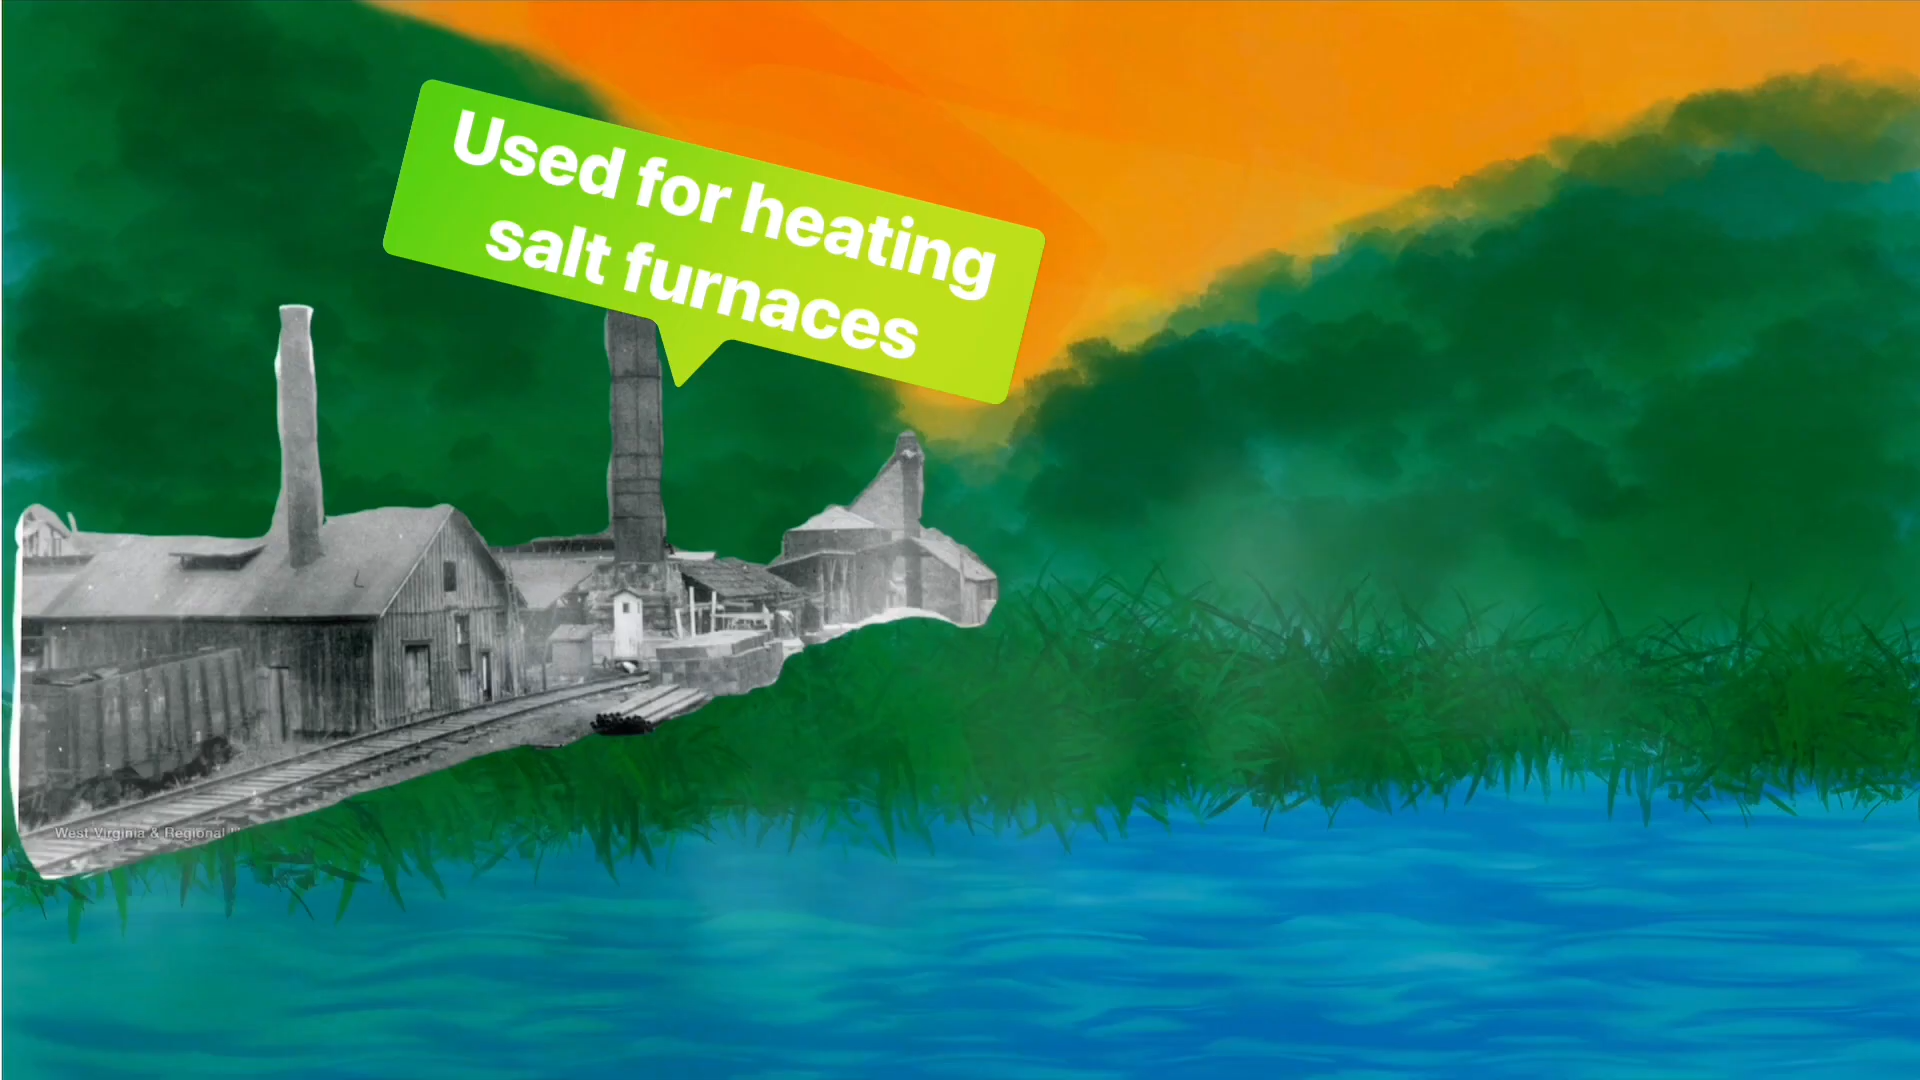 Used for heating
salt furnaces
West Virginia & Regional